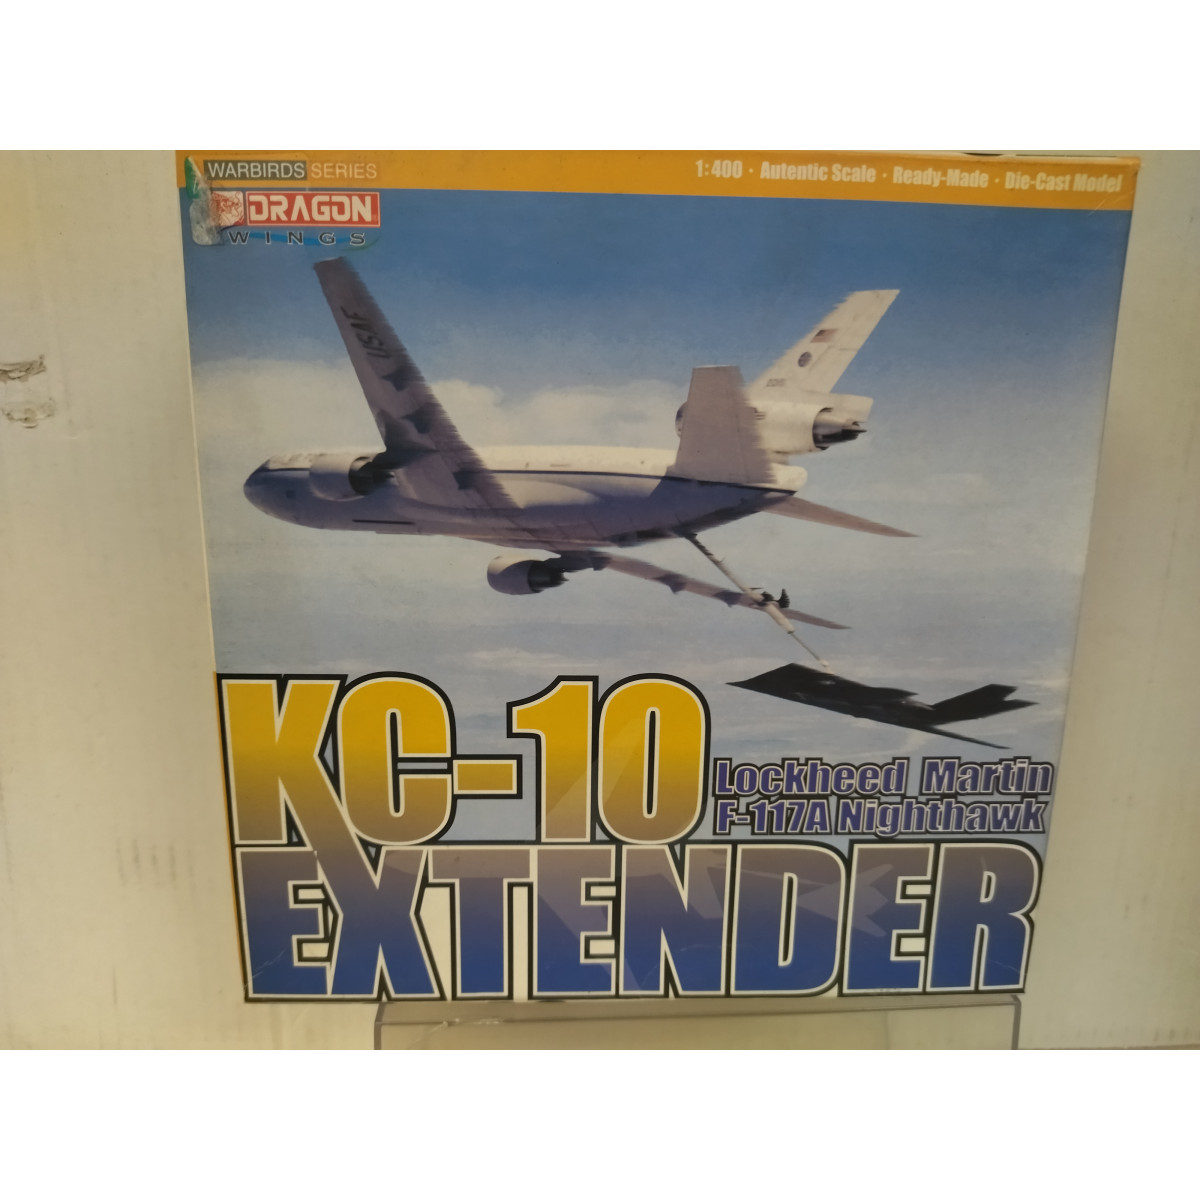 WARBIRDS SERIES
1:400 · Autentic Scale · Ready-Made · Die-Cast Model
DRAGON
WINGS
USAF
KC-10
Lockheed Martin
F-117A Nighthawk
EXTENDER